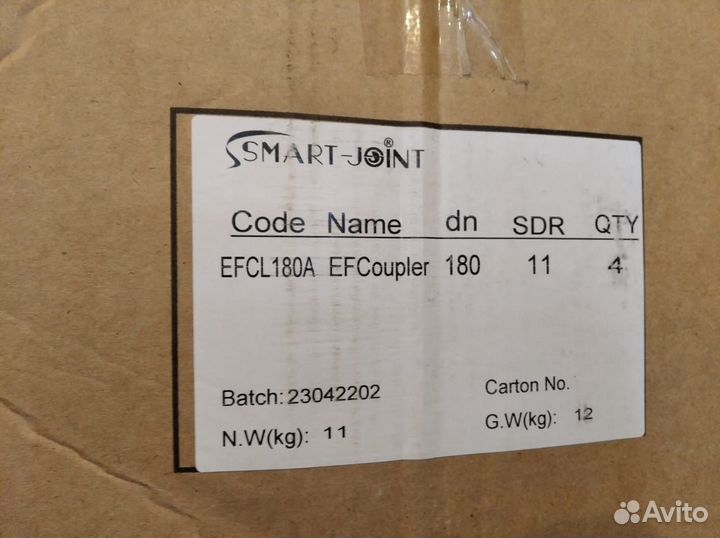 SMART-JOINT®
Code Name dn SDR QTY
EFCL180A EFCoupler 180 11 4
Batch: 23042202
Carton No.
N.W(kg): 11
G.W(kg): 12
Avito